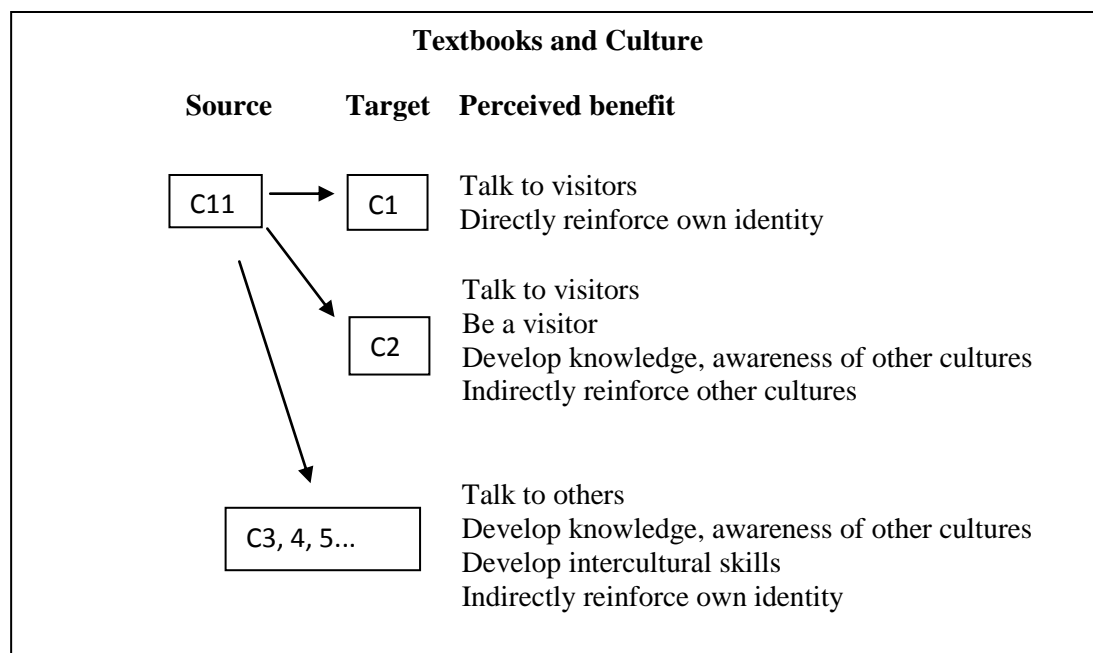 Textbooks and Culture
Source Target Perceived benefit
C11 C1
Talk to visitors
Directly reinforce own identity
C2
Talk to visitors
Be a visitor
Develop knowledge, awareness of other cultures
Indirectly reinforce other cultures
C3, 4, 5...
Talk to others
Develop knowledge, awareness of other cultures
Develop intercultural skills
Indirectly reinforce own identity